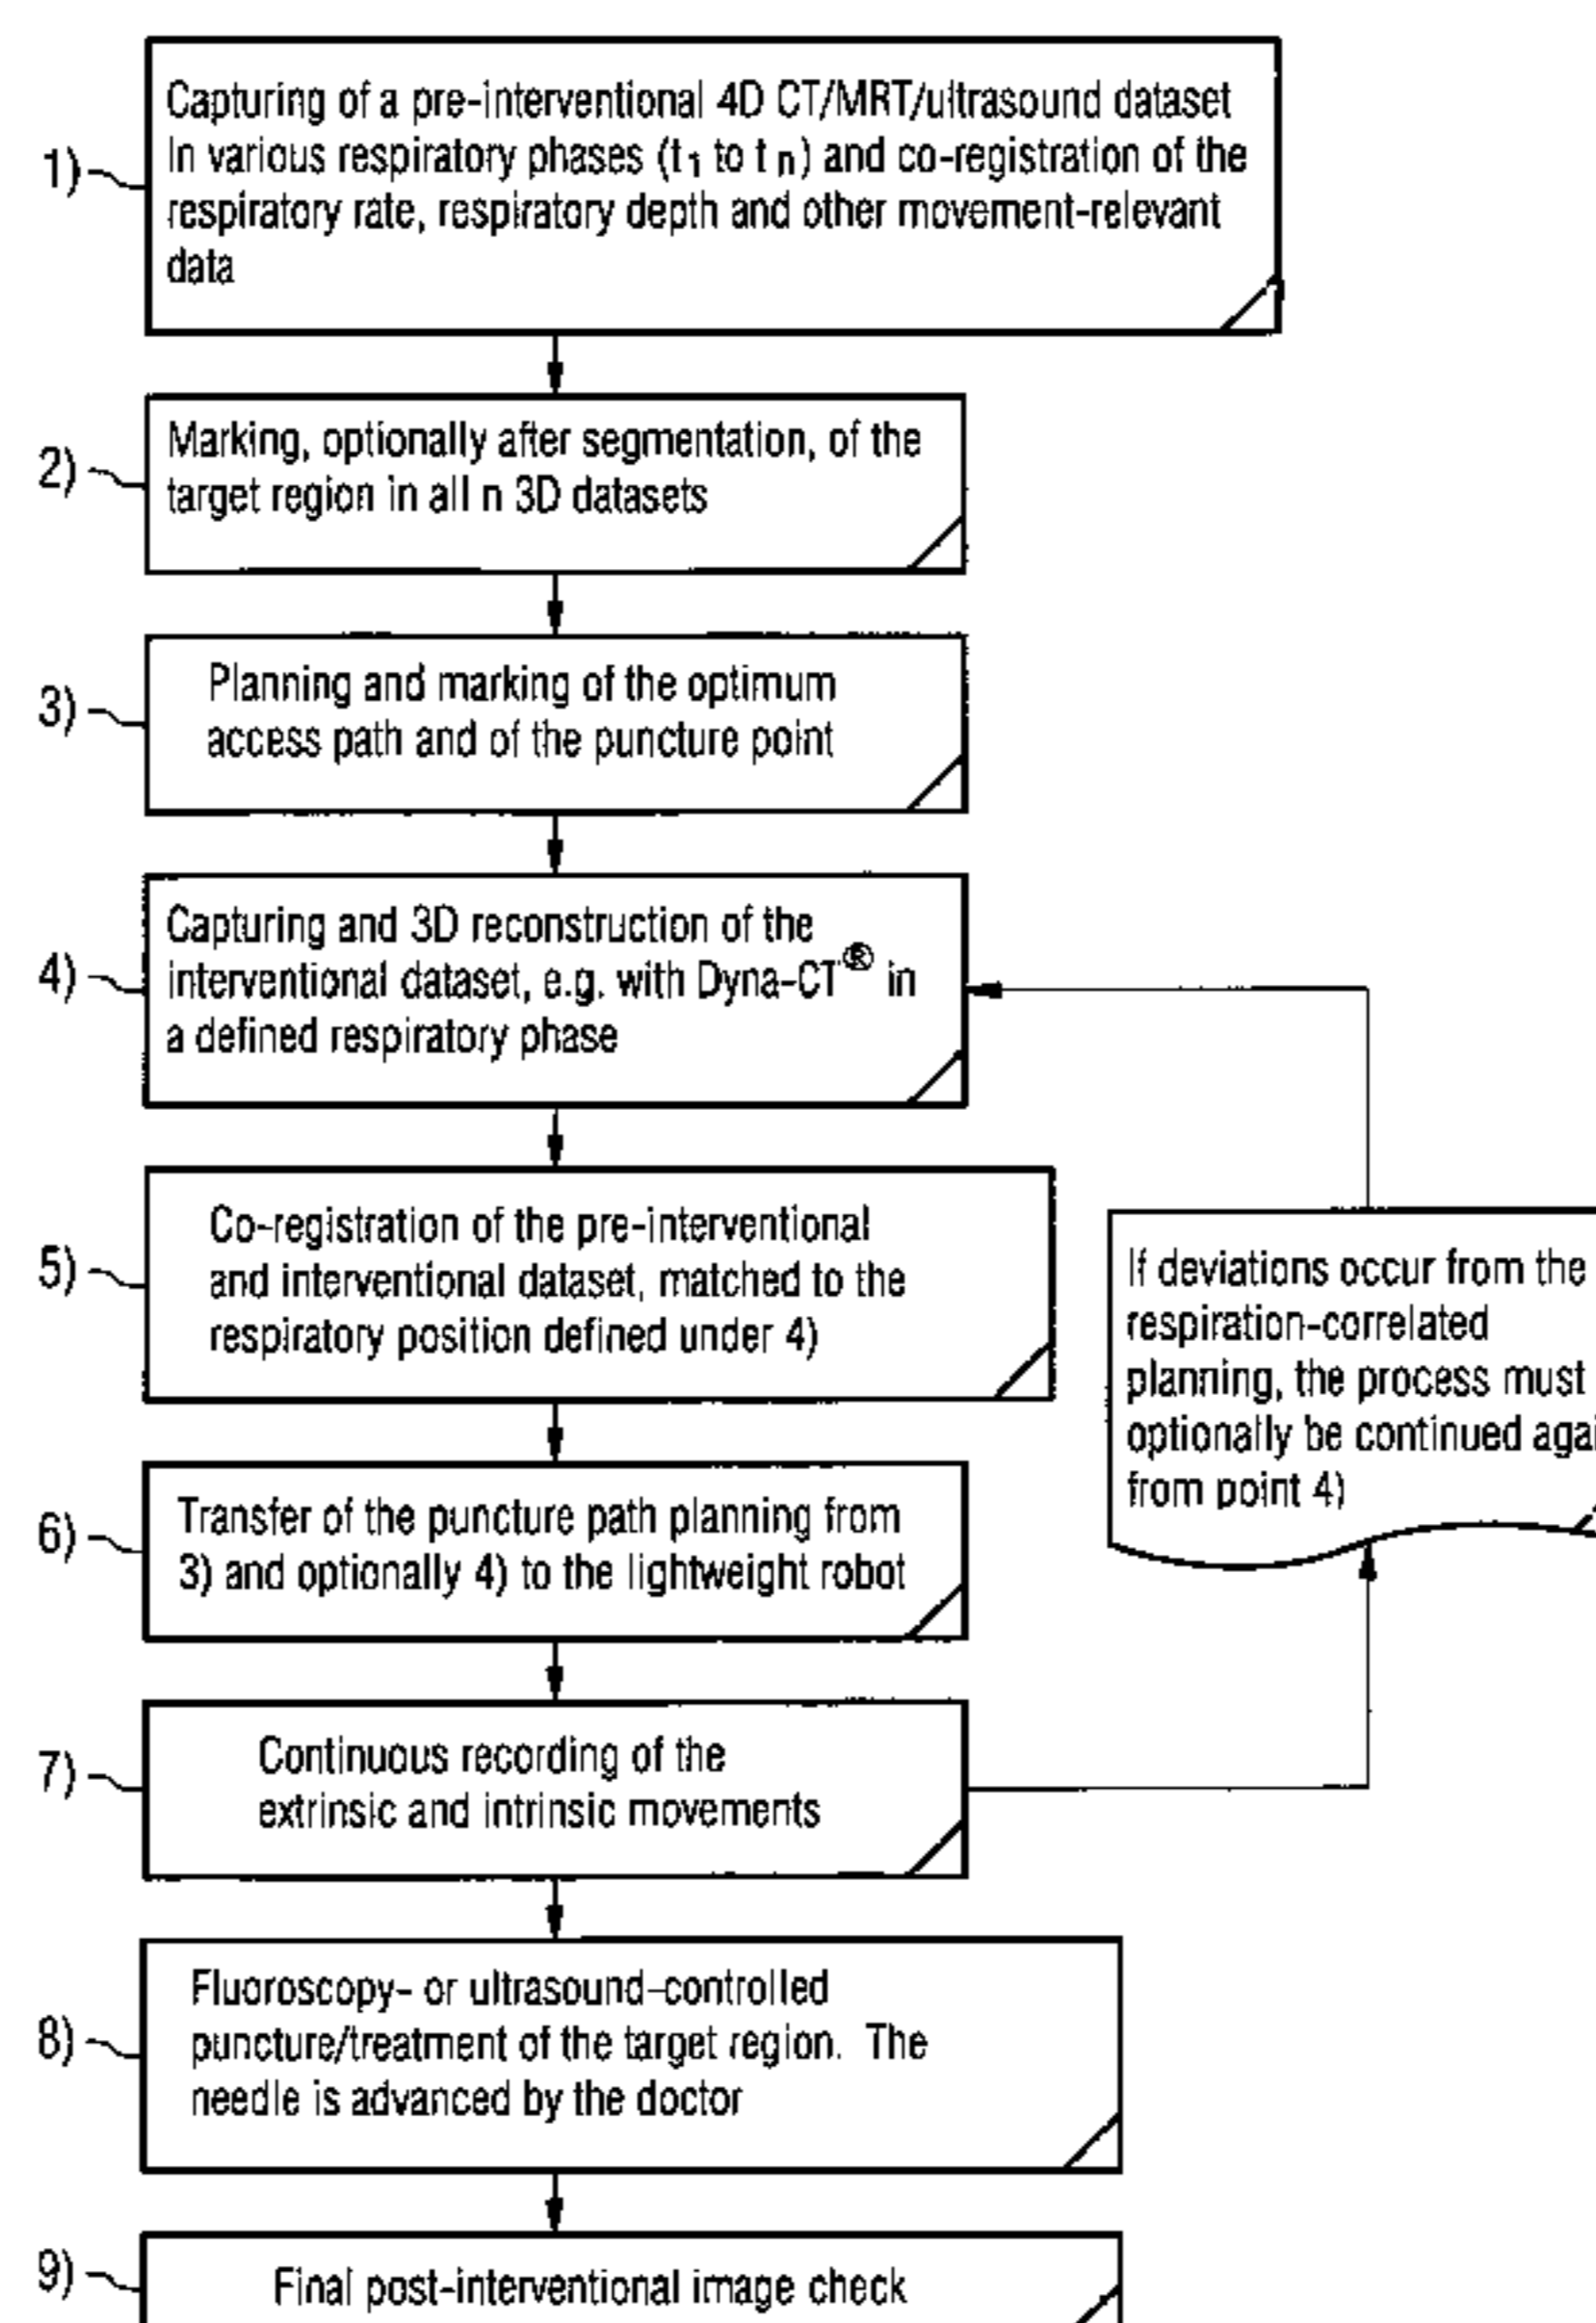 1)
Capturing of a pre-interventional 4D CT/MRT/ultrasound dataset
In various respiratory phases (t1 to tn) and co-registration of the
respiratory rate, respiratory depth and other movement-relevant
data
2)
Marking, optionally after segmentation, of the
target region in all n 3D datasets
3)
Planning and marking of the optimum
access path and of the puncture point
4)
Capturing and 3D reconstruction of the
interventional dataset, e.g. with Dyna-CT® in
a defined respiratory phase
5)
Co-registration of the pre-interventional
and interventional dataset, matched to the
respiratory position defined under 4)
If deviations occur from the
respiration-correlated
planning, the process must
optionally be continued agai
from point 4)
6)
Transfer of the puncture path planning from
3) and optionally 4) to the lightweight robot
7)
Continuous recording of the
extrinsic and intrinsic movements
8)
Fluoroscopy- or ultrasound-controlled
puncture/treatment of the target region. The
needle is advanced by the doctor
9)
Final post-interventional image check